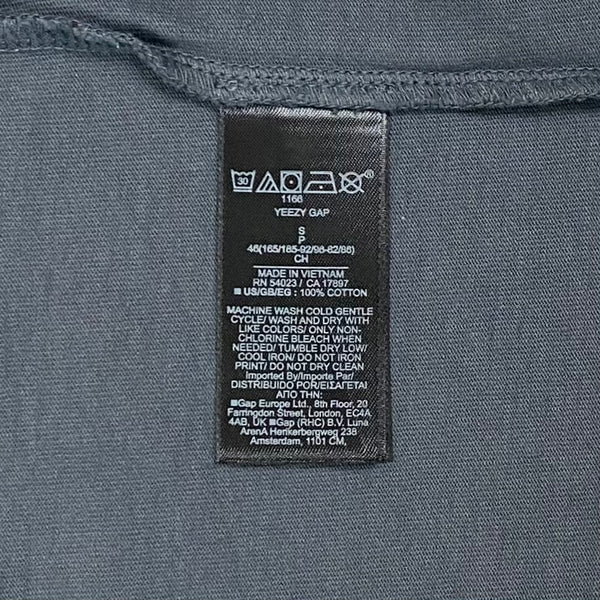 30 ®
1166
YEEZY GAP
S
P
46(165/185-92/98-82/88)
CH
MADE IN VIETNAM
RN 54023 / CA 17897
■ US/GB/EG : 100% COTTON
MACHINE WASH COLD GENTLE
CYCLE/ WASH AND DRY WITH
LIKE COLORS/ ONLY NON-
CHLORINE BLEACH WHEN
NEEDED/ TUMBLE DRY LOW/
COOL IRON/ DO NOT IRON
PRINT/ DO NOT DRY CLEAN
Imported By/Importe Par/
DISTRIBUIDO POR/ΕΙΣΑΓΕΤΑΙ
ΑΠΟ ΤΗΝ:
■Gap Europe Ltd., 8th Floor, 20
Farringdon Street, London, EC4A
4AB, UK ■Gap (RHC) B.V. Luna
ArenA Herikerbergweg 238
Amsterdam, 1101 CM,